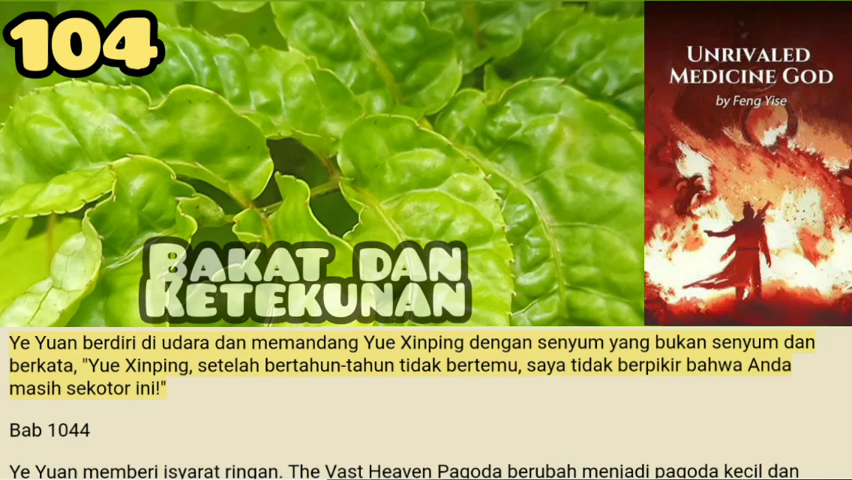 104
UNRIVALED
MEDICINE GOD
by Feng Yise
BAKAT DAN
KETEKUNAN
Ye Yuan berdiri di udara dan memandang Yue Xinping dengan senyum yang bukan senyum dan
berkata, "Yue Xinping, setelah bertahun-tahun tidak bertemu, saya tidak berpikir bahwa Anda
masih sekotor ini!"
Bab 1044
Ye Yuan memberi isyarat ringan. The Vast Heaven Pagoda berubah menjadi pagoda kecil dan